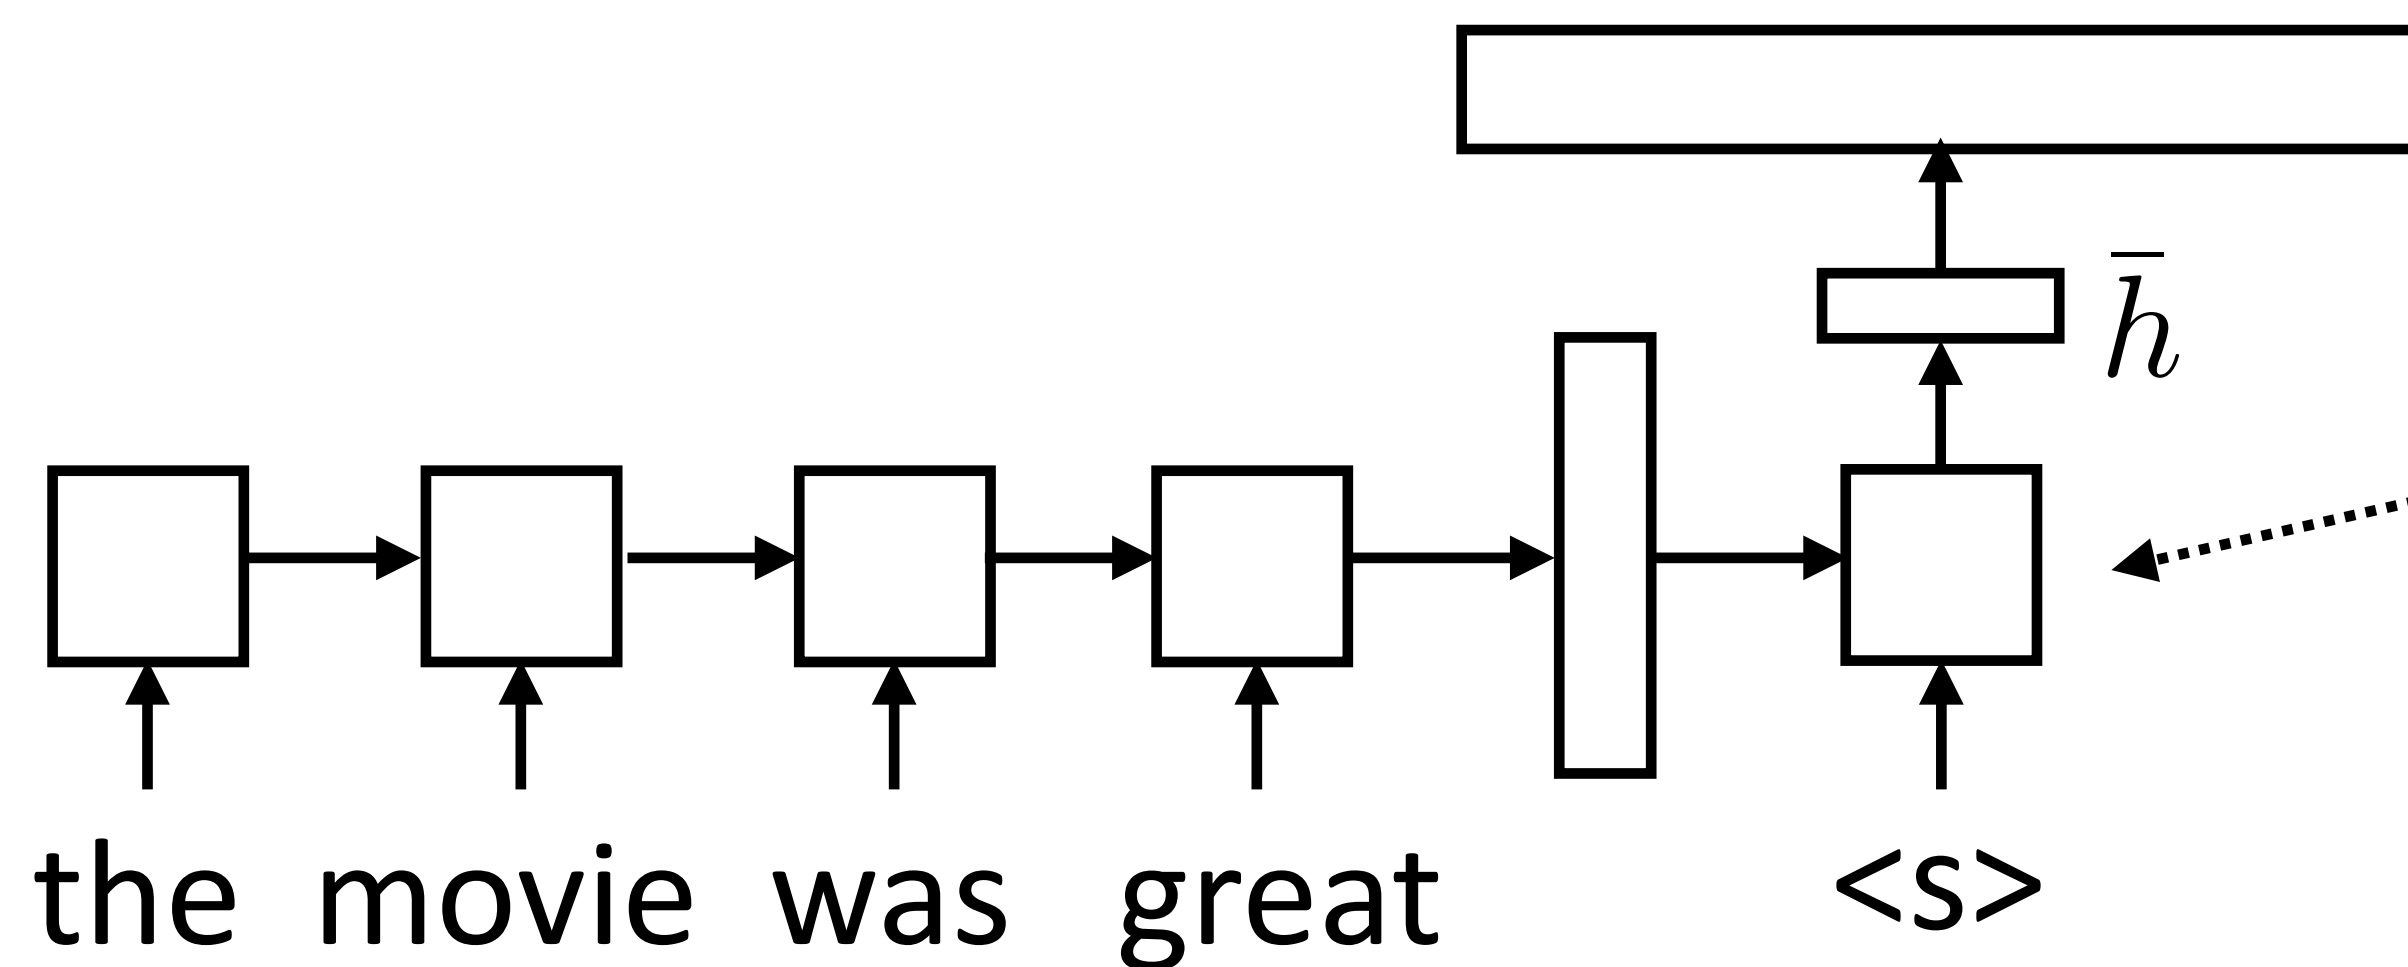 h̄
the movie was great <s>